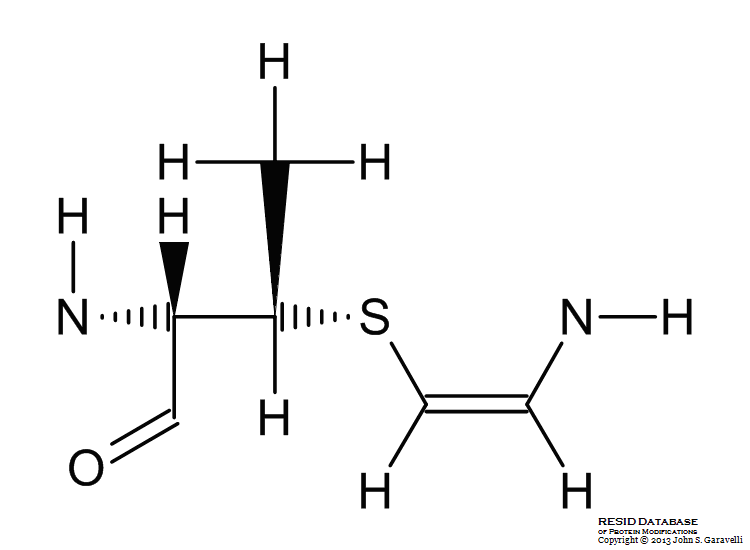 H
H H
H H
N S N H
H
O
H H
RESID DATABASE
OF PROTEIN MODIFICATIONS
Copyright © 2013 John S. Garavelli